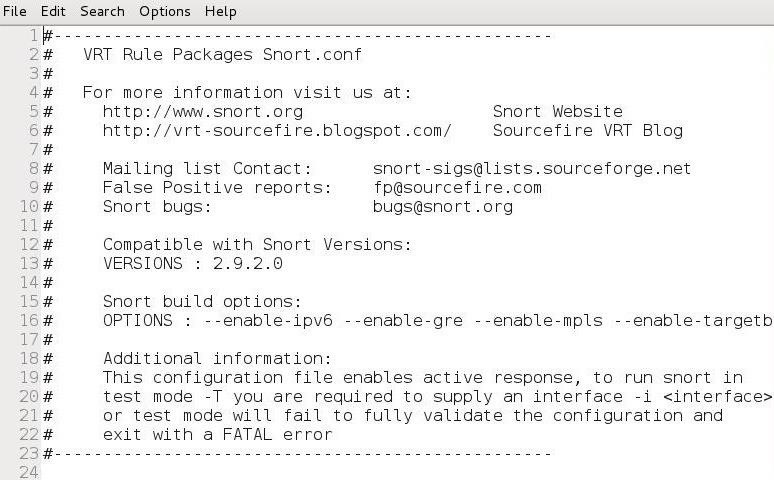 File Edit Search Options Help
1 #--------------------------------------------------
2 #   VRT Rule Packages Snort.conf
3 #
4 #   For more information visit us at:
5 #     http://www.snort.org                   Snort Website
6 #     http://vrt-sourcefire.blogspot.com/    Sourcefire VRT Blog
7 #
8 #     Mailing list Contact:      snort-sigs@lists.sourceforge.net
9 #     False Positive reports:    fp@sourcefire.com
10 #     Snort bugs:                bugs@snort.org
11 #
12 #     Compatible with Snort Versions:
13 #     VERSIONS : 2.9.2.0
14 #
15 #     Snort build options:
16 #     OPTIONS : --enable-ipv6 --enable-gre --enable-mpls --enable-targetb
17 #
18 #     Additional information:
19 #     This configuration file enables active response, to run snort in
20 #     test mode -T you are required to supply an interface -i <interface>
21 #     or test mode will fail to fully validate the configuration and
22 #     exit with a FATAL error
23 #--------------------------------------------------
24